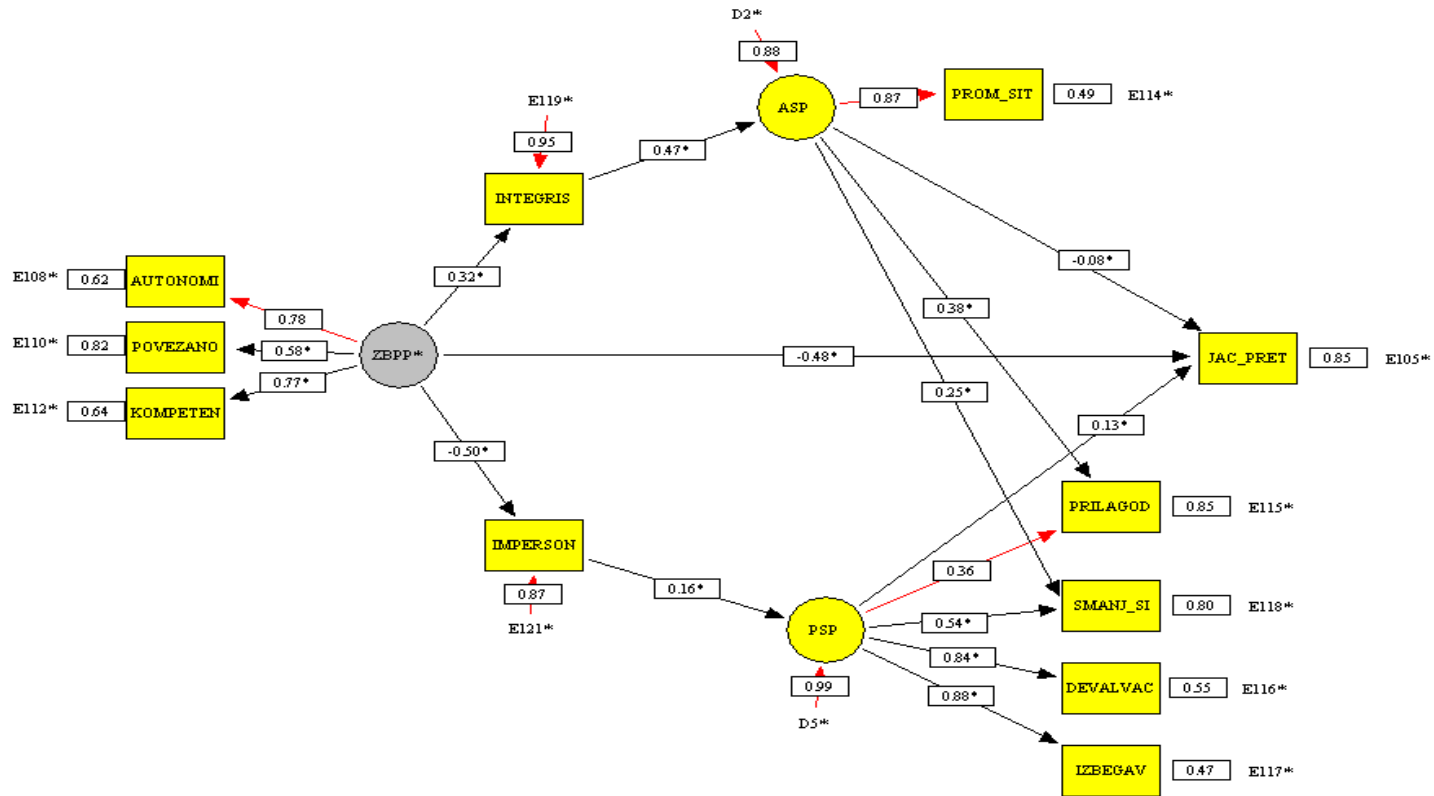 D2*
0.88
ASP
0.87
PROM_SIT
0.49
E114*
E119*
0.95
0.47*
INTEGRIS
0.32*
-0.08*
E108*
0.62
AUTONOMI
0.78
0.38*
E110*
0.82
POVEZANO
0.58*
ZBPP*
-0.48*
JAC_PRET
0.85
E105*
E112*
0.64
KOMPETEN
0.77*
0.25*
0.13*
-0.50*
PRILAGOD
0.85
E115*
IMPERSON
0.36
0.87
0.16*
E121*
SMANJ_SI
0.80
E118*
PSP
0.54*
0.84*
0.99
DEVALVAC
0.55
E116*
0.88*
D5*
IZBEGAV
0.47
E117*